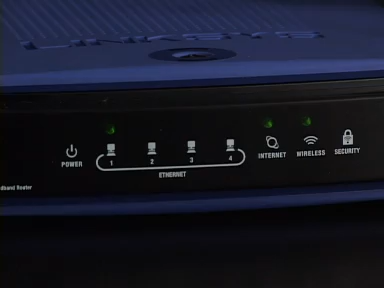 LINKSYS
POWER
1 2 3 4
ETHERNET
INTERNET
WIRELESS
SECURITY
dband Router